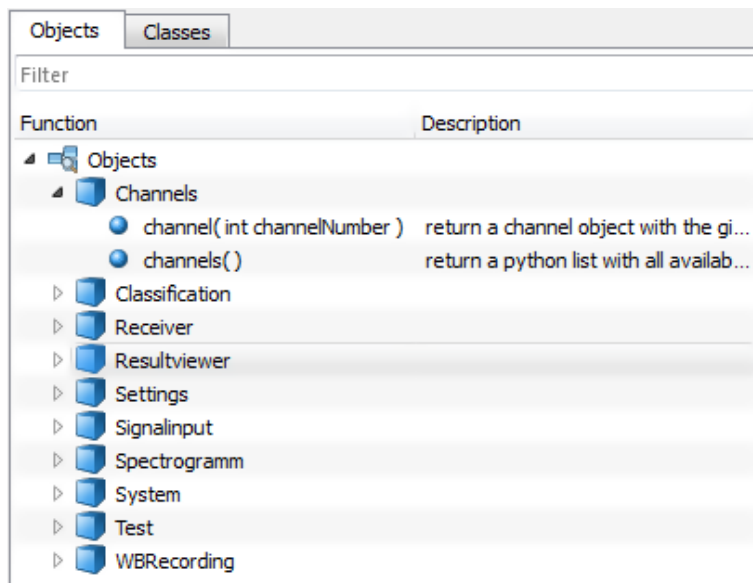 Objects Classes
Filter
Function Description
Objects
Channels
channel( int channelNumber ) return a channel object with the gi...
channels( ) return a python list with all availab...
Classification
Receiver
Resultviewer
Settings
Signalinput
Spectrogramm
System
Test
WBRecording